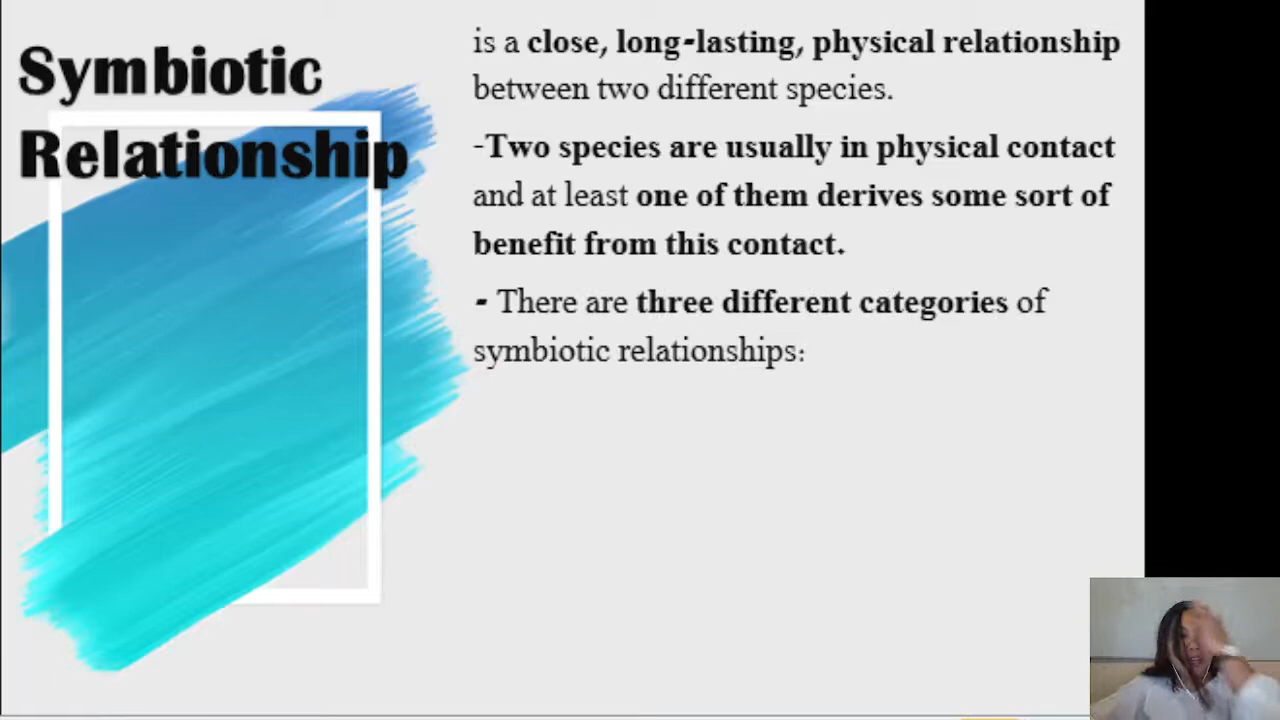 Symbiotic
Relationship
is a close, long-lasting, physical relationship
between two different species.
-Two species are usually in physical contact
and at least one of them derives some sort of
benefit from this contact.
- There are three different categories of
symbiotic relationships: